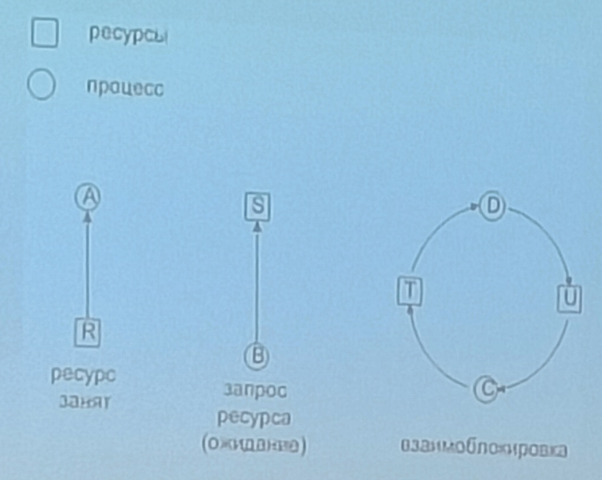 ресурсы
процесс
A
S
D
T
U
R
B
C
ресурс
занят
запрос
ресурса
(ожидание)
взаимоблокировка